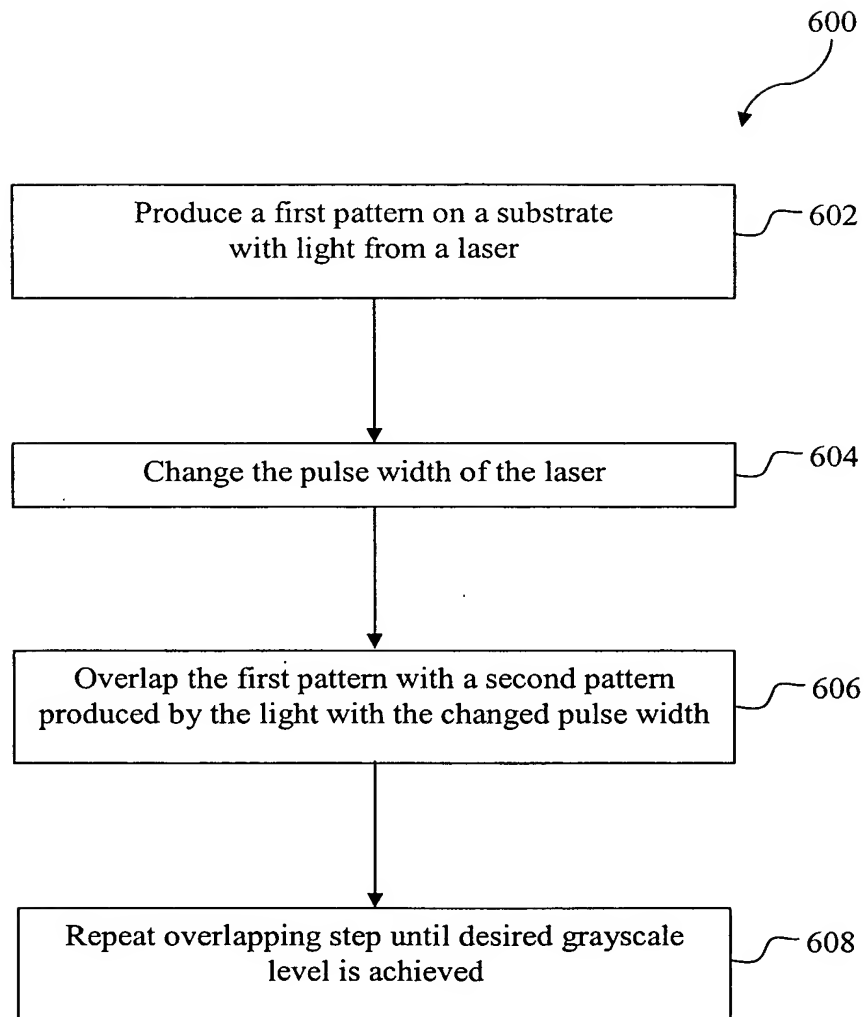 600
Produce a first pattern on a substrate
with light from a laser
602
Change the pulse width of the laser
604
Overlap the first pattern with a second pattern
produced by the light with the changed pulse width
606
Repeat overlapping step until desired grayscale
level is achieved
608